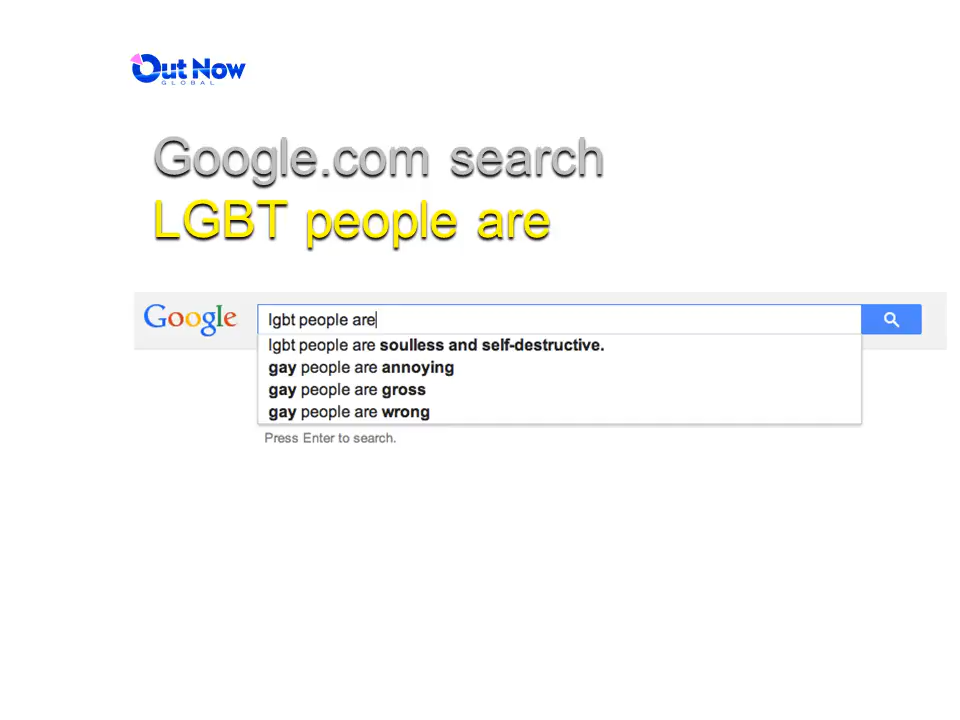 Out Now
GLOBAL
Google.com search
LGBT people are
Google lgbt people are
lgbt people are soulless and self-destructive.
gay people are annoying
gay people are gross
gay people are wrong
Press Enter to search.